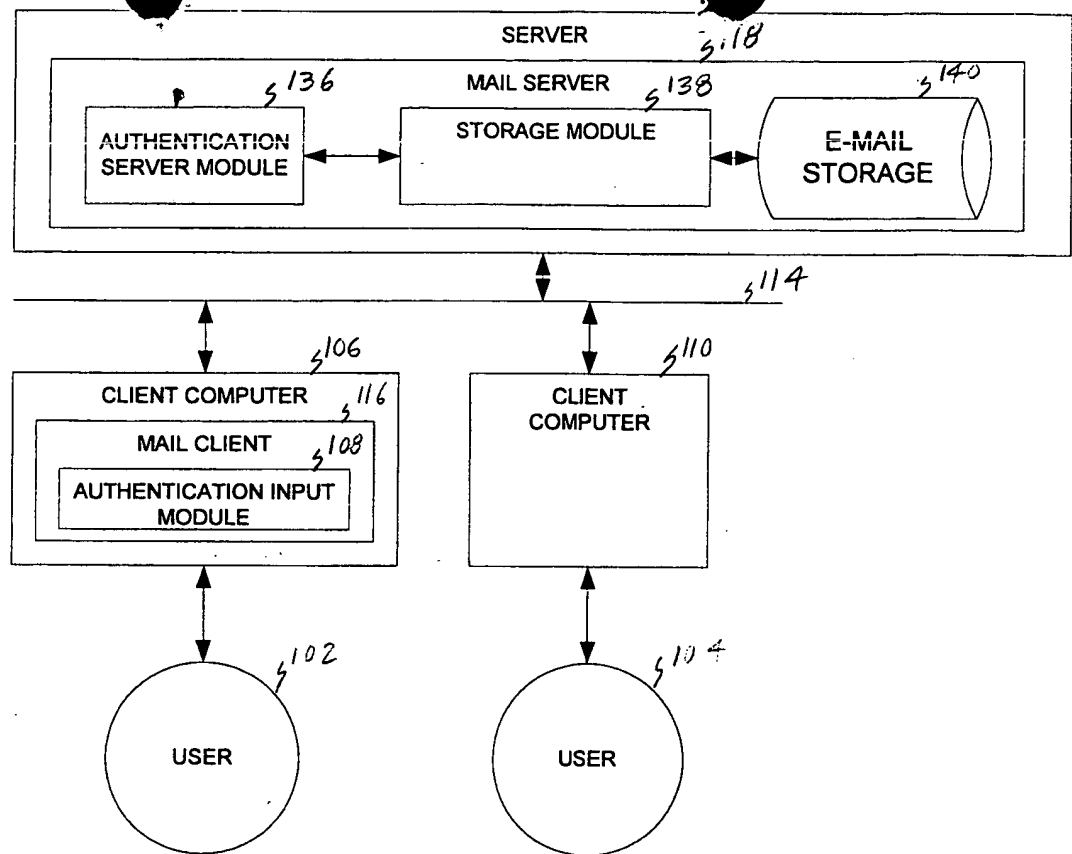 SERVER
118
MAIL SERVER
136
138
140
AUTHENTICATION
SERVER MODULE
STORAGE MODULE
E-MAIL
STORAGE
114
106
110
CLIENT COMPUTER
116
CLIENT
COMPUTER
MAIL CLIENT
108
AUTHENTICATION INPUT
MODULE
102
104
USER
USER